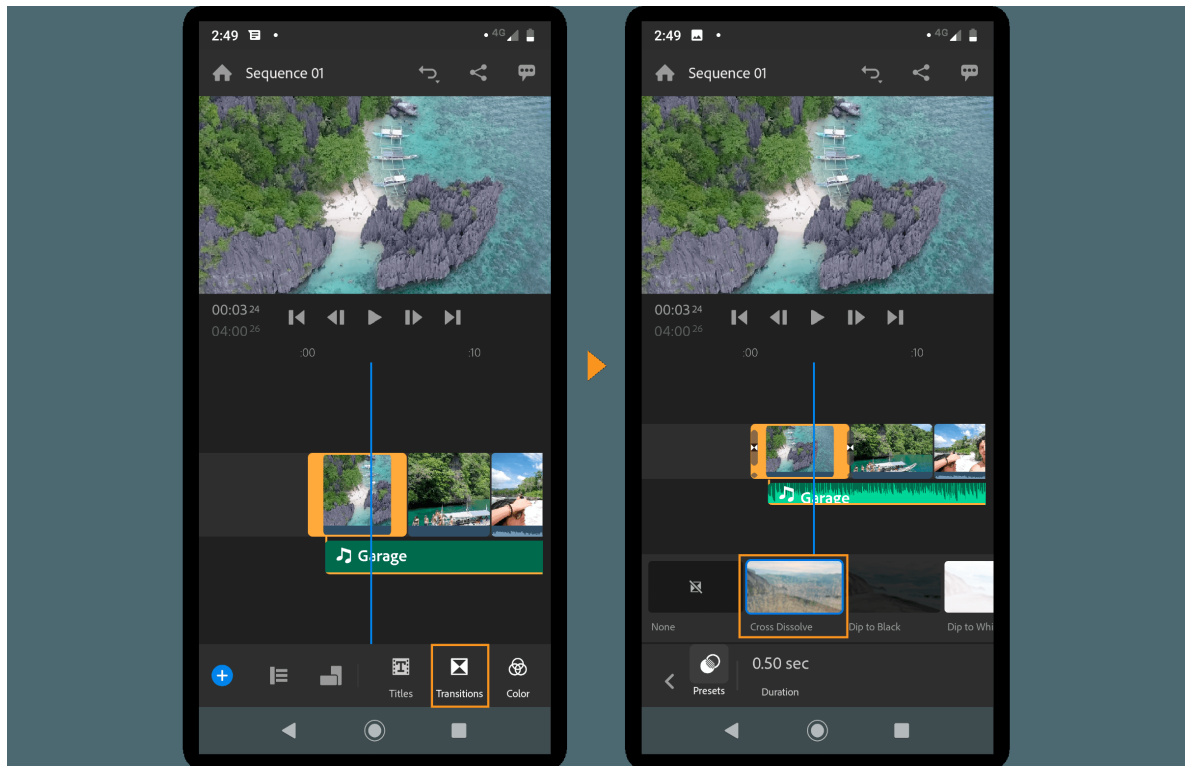 2:49
4G
Sequence 01
00:03 24
04:00 26
:00
:10
Garage
Titles
Transitions
Color
2:49
4G
Sequence 01
00:03 24
04:00 26
:00
:10
Garage
None
Cross Dissolve
Dip to Black
Dip to Whi
Presets
0.50 sec
Duration